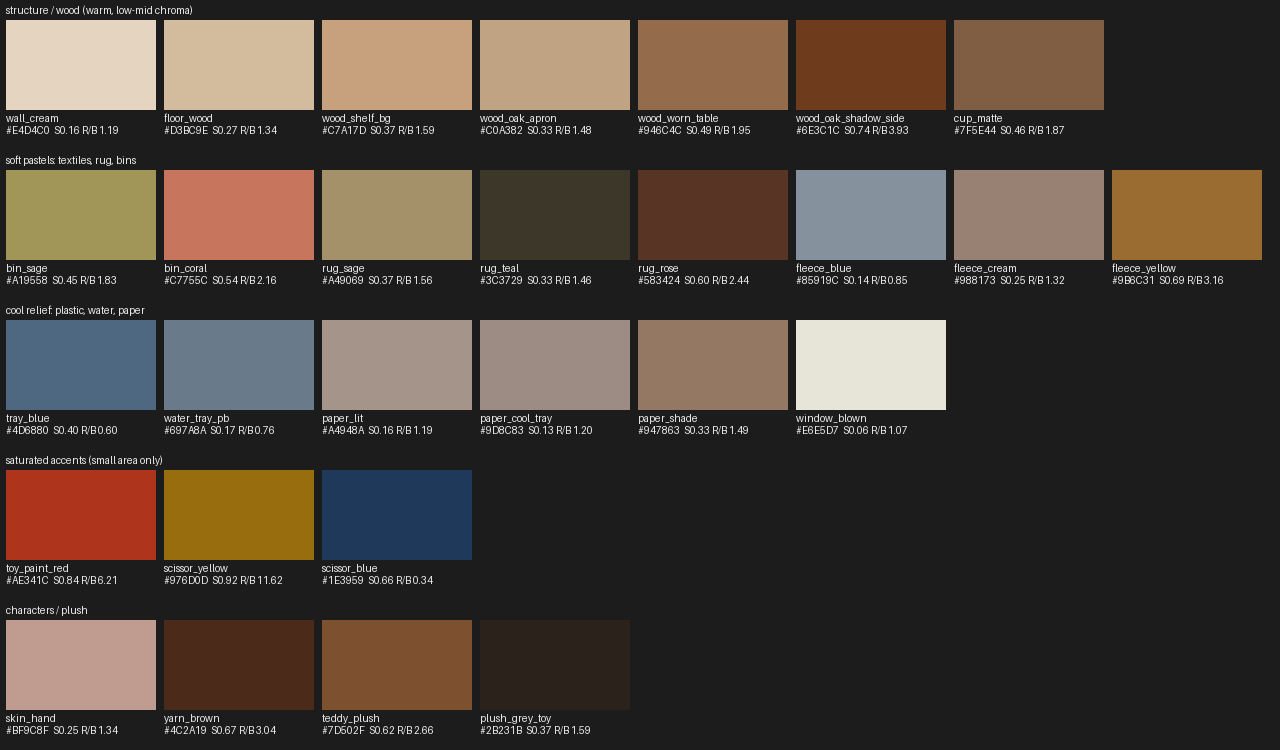 structure / wood (warm, low-mid chroma)
wall_cream floor_wood wood_shelf_bg wood_oak_apron wood_worn_table wood_oak_shadow_side cup_matte
#E4D4C0 S0.16 R/B 1.19 #D3BC9E S0.27 R/B 1.34 #C7A17D S0.37 R/B 1.59 #C0A382 S0.33 R/B 1.48 #946C4C S0.49 R/B 1.95 #6E3C1C S0.74 R/B 3.93 #7F5E44 S0.46 R/B 1.87
soft pastels: textiles, rug, bins
bin_sage bin_coral rug_sage rug_teal rug_rose fleece_blue fleece_cream fleece_yellow
#A19558 S0.45 R/B 1.83 #C7755C S0.54 R/B 2.16 #A49069 S0.37 R/B 1.56 #3C3729 S0.33 R/B 1.46 #583424 S0.60 R/B 2.44 #85919C S0.14 R/B 0.85 #988173 S0.25 R/B 1.32 #9B6C31 S0.69 R/B 3.16
cool relief: plastic, water, paper
tray_blue water_tray_pb paper_lit paper_cool_tray paper_shade window_blown
#4D6880 S0.40 R/B 0.60 #697A8A S0.17 R/B 0.76 #A4948A S0.16 R/B 1.19 #9D8C83 S0.13 R/B 1.20 #947863 S0.33 R/B 1.49 #E6E5D7 S0.06 R/B 1.07
saturated accents (small area only)
toy_paint_red scissor_yellow scissor_blue
#AE341C S0.84 R/B 6.21 #976D0D S0.92 R/B 11.62 #1E3959 S0.66 R/B 0.34
characters / plush
skin_hand yarn_brown teddy_plush plush_grey_toy
#BF9C8F S0.25 R/B 1.34 #4C2A19 S0.67 R/B 3.04 #7D502F S0.62 R/B 2.66 #2B231B S0.37 R/B 1.59